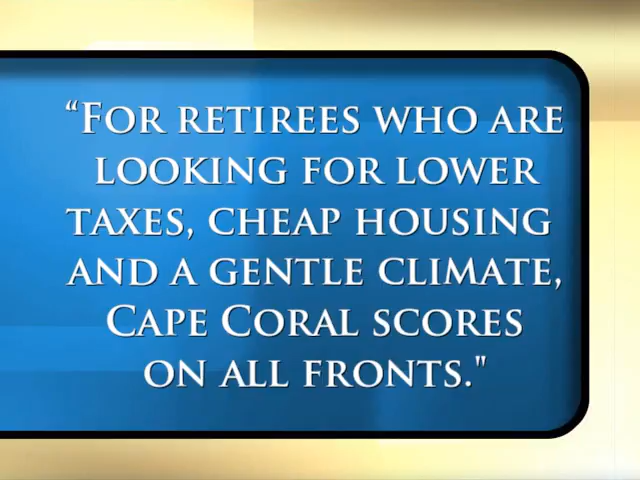 “For retirees who are
looking for lower
taxes, cheap housing
and a gentle climate,
Cape Coral scores
on all fronts."